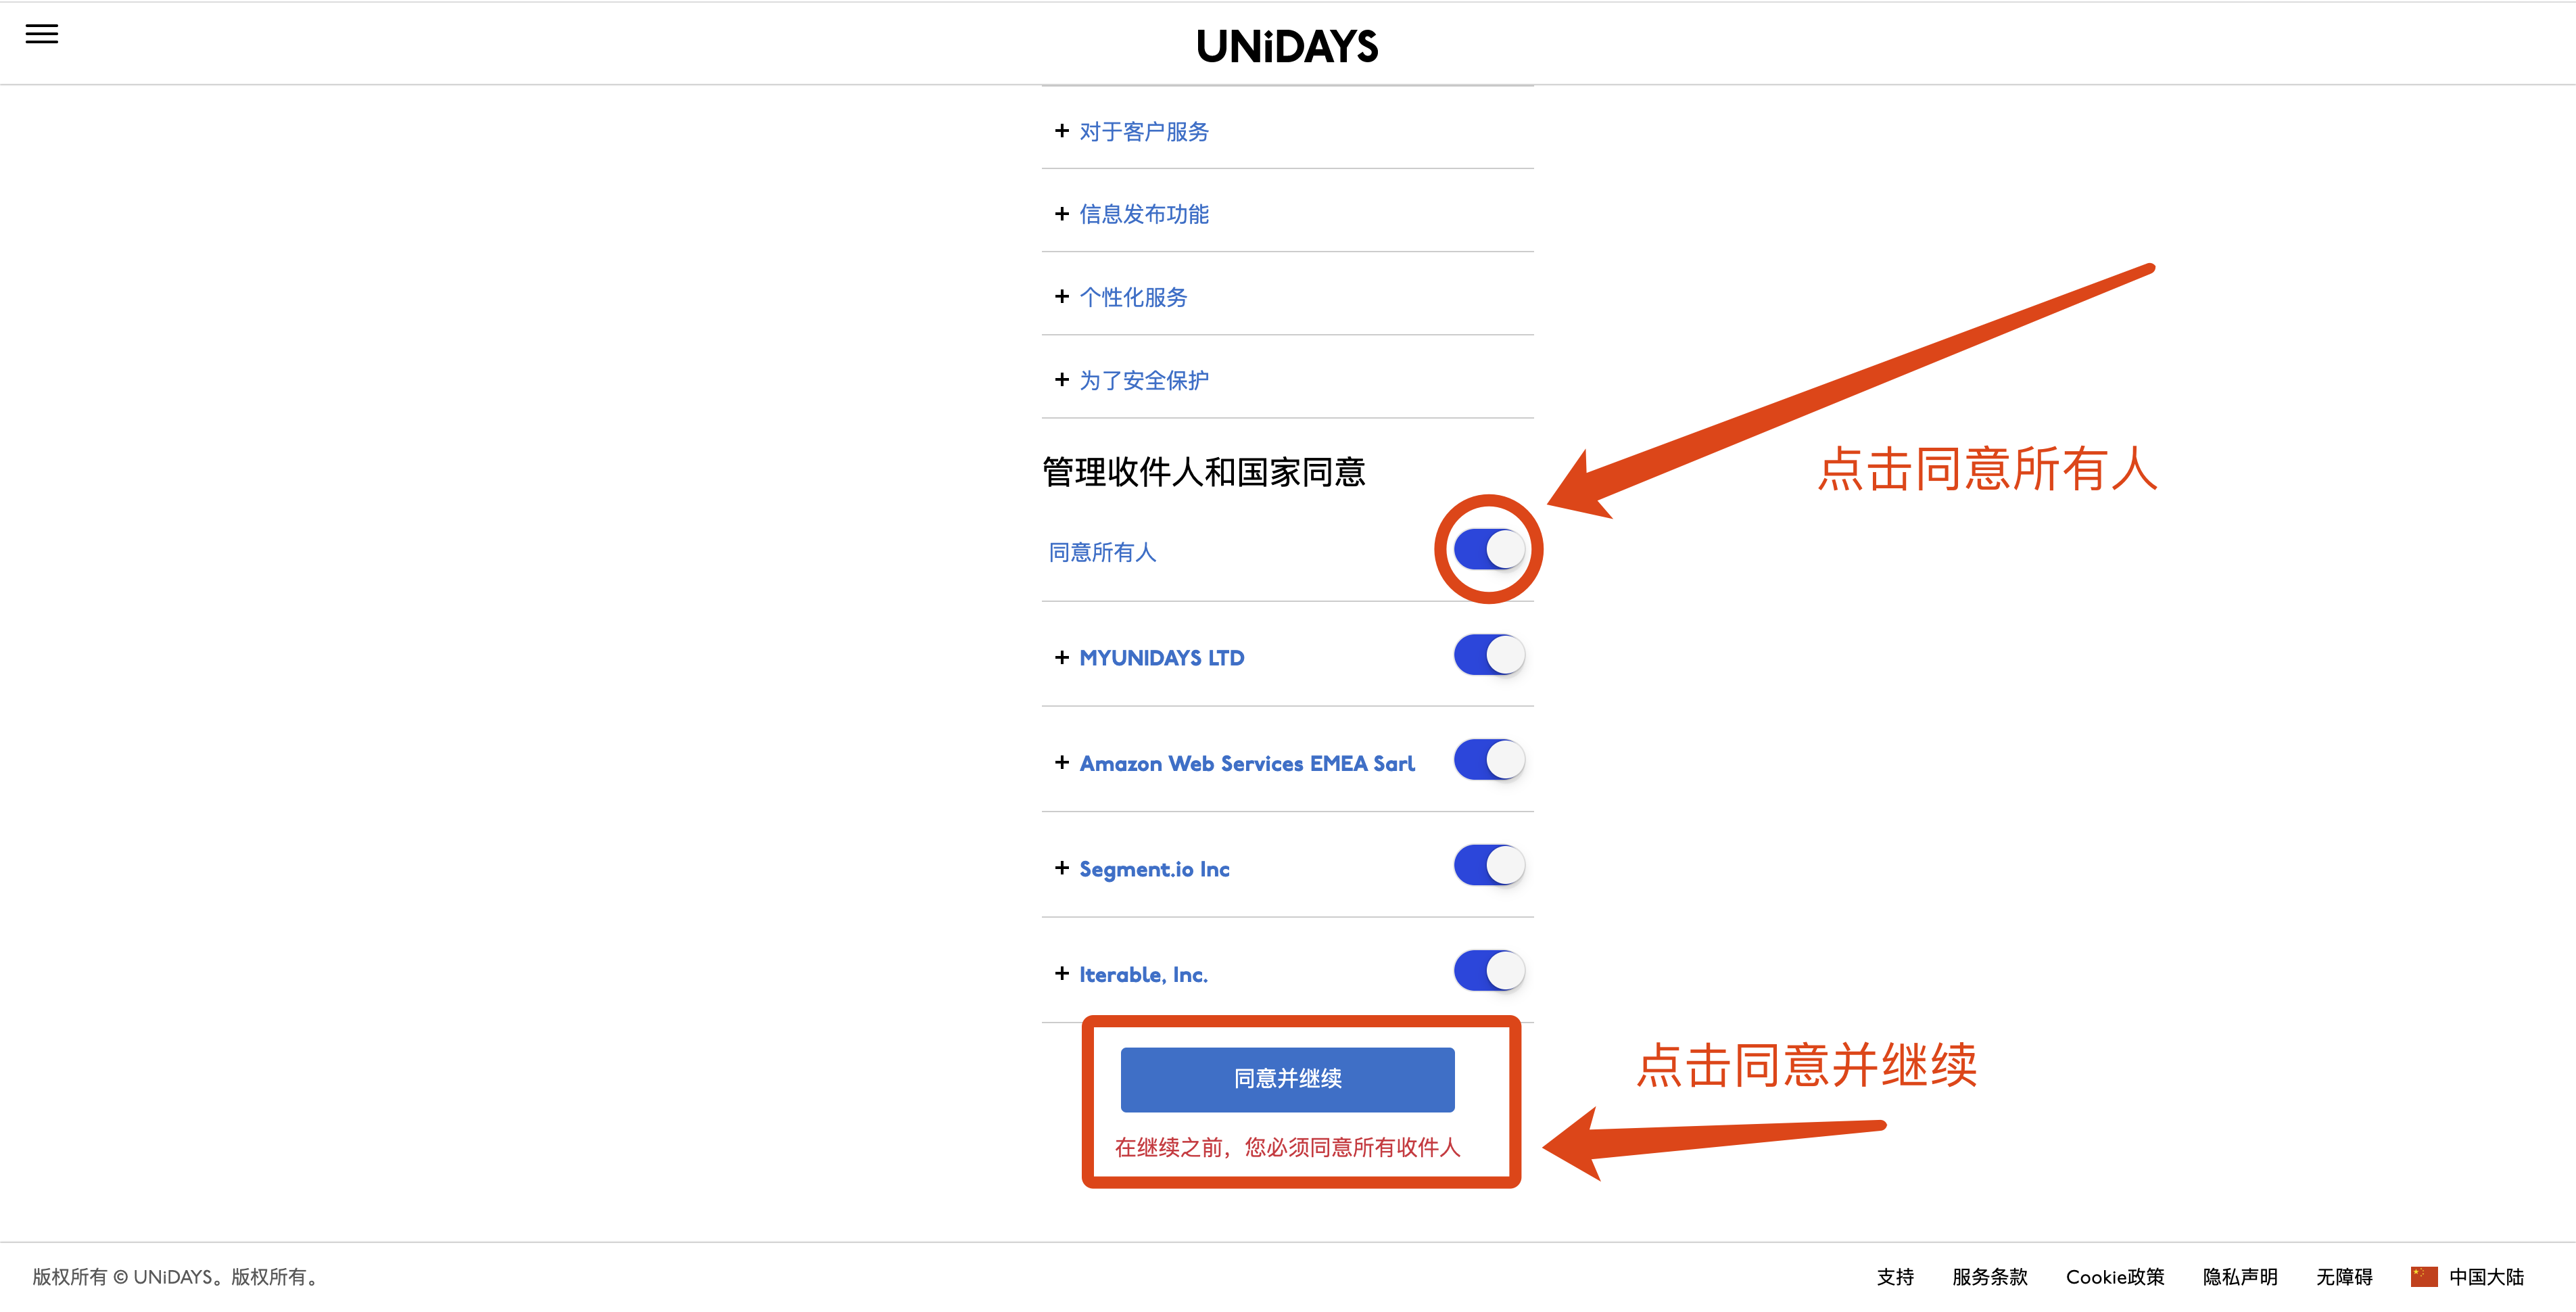 UNiDAYS
+ 对于客户服务
+ 信息发布功能
+ 个性化服务
+ 为了安全保护
点击同意所有人
管理收件人和国家同意
同意所有人
+ MYUNIDAYS LTD
+ Amazon Web Services EMEA Sarl
+ Segment.io Inc
+ Iterable, Inc.
点击同意并继续
同意并继续
在继续之前，您必须同意所有收件人
版权所有 © UNiDAYS。版权所有。
支持 服务条款 Cookie政策 隐私声明 无障碍 中国大陆